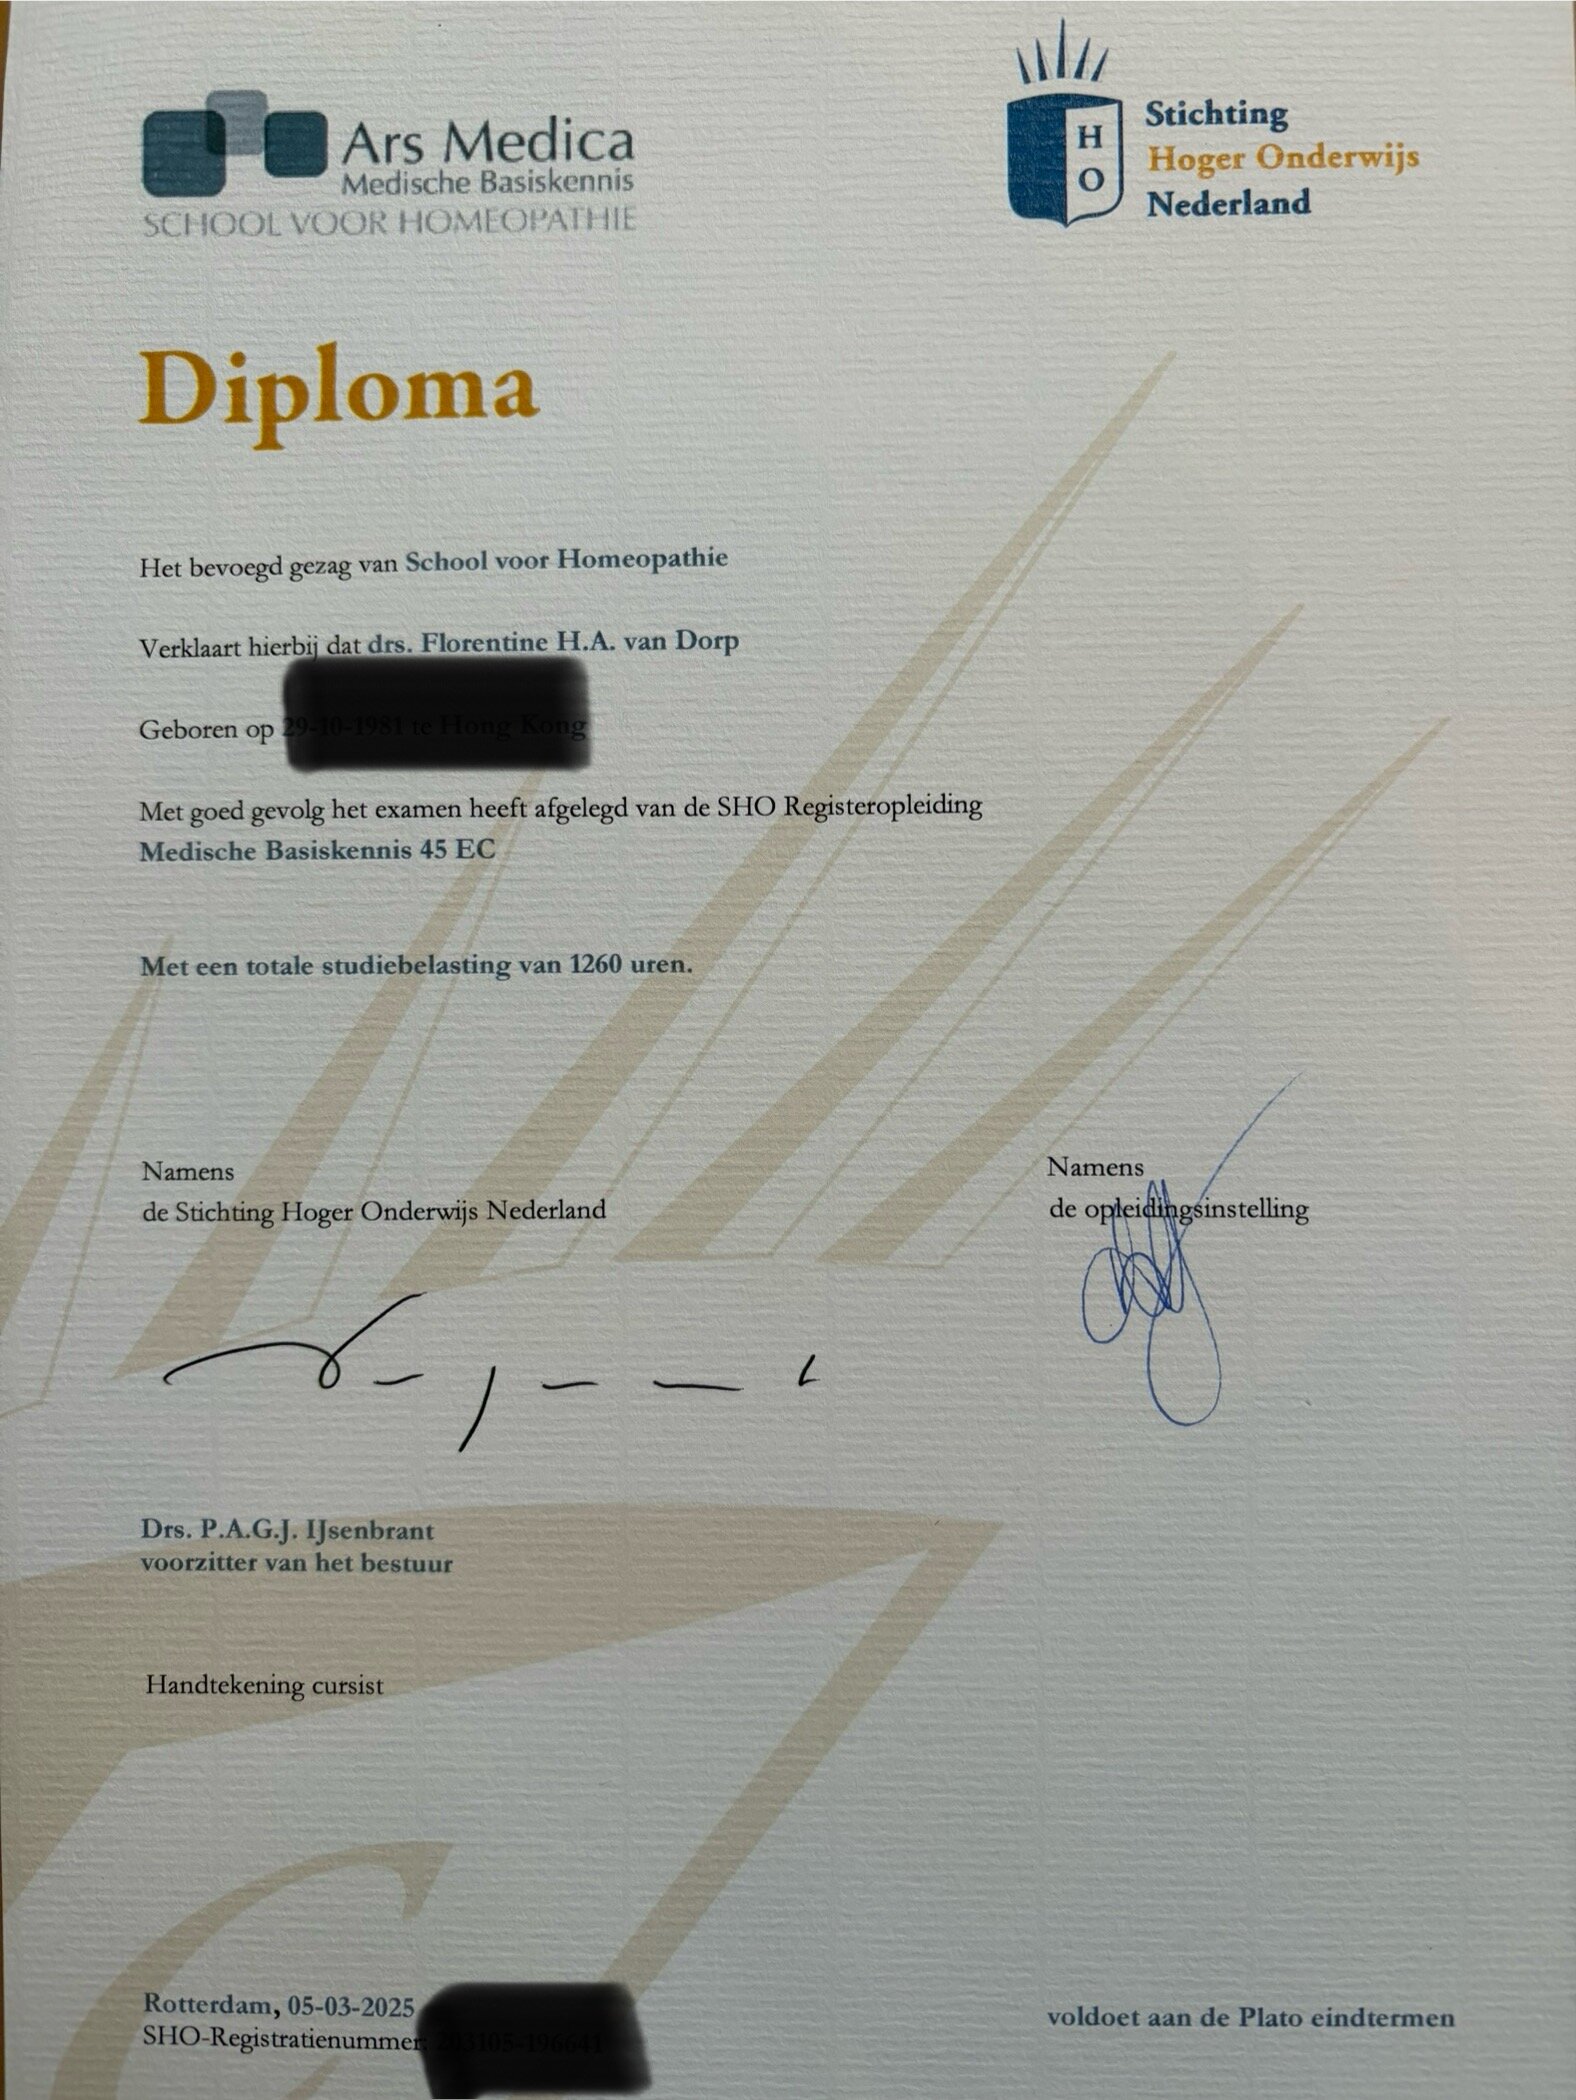 Ars Medica
Medische Basiskennis
SCHOOL VOOR HOMEOPATHIE
H
O
Stichting
Hoger Onderwijs
Nederland
Diploma
Het bevoegd gezag van School voor Homeopathie
Verklaart hierbij dat drs. Florentine H.A. van Dorp
Geboren op
Met goed gevolg het examen heeft afgelegd van de SHO Registeropleiding
Medische Basiskennis 45 EC
Met een totale studiebelasting van 1260 uren.
Namens
de Stichting Hoger Onderwijs Nederland
Namens
de opleidingsinstelling
Drs. P.A.G.J. IJsenbrant
voorzitter van het bestuur
Handtekening cursist
Rotterdam, 05-03-2025
SHO-Registratienummer:
voldoet aan de Plato eindtermen